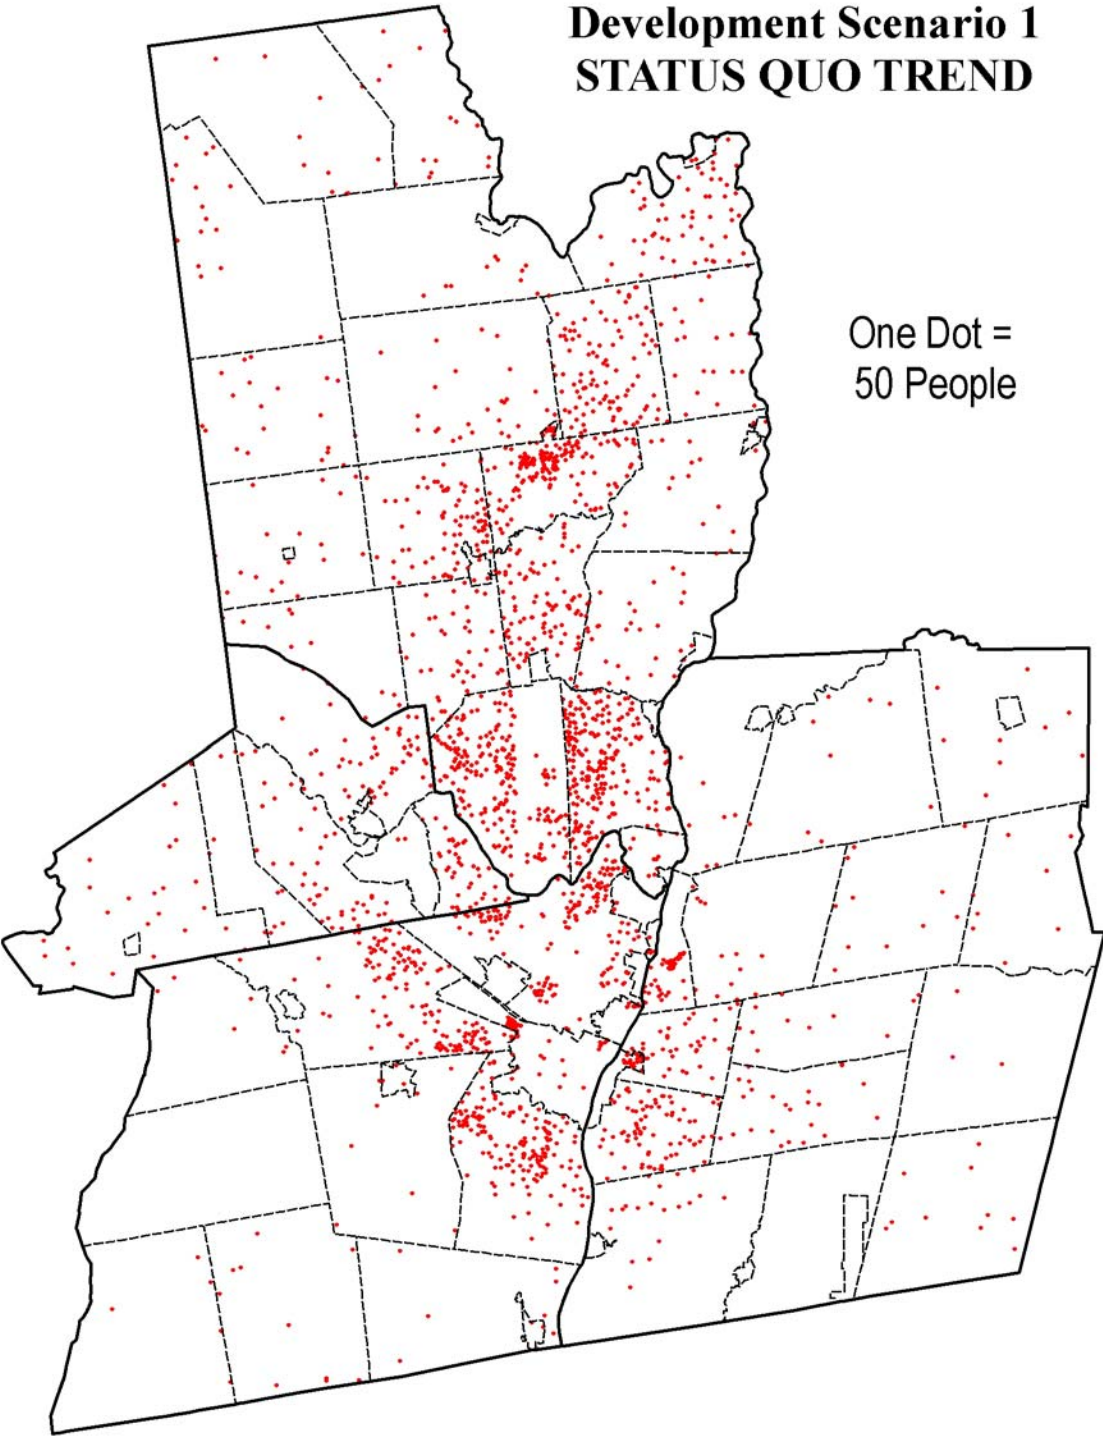 Development Scenario 1
STATUS QUO TREND
One Dot =
50 People